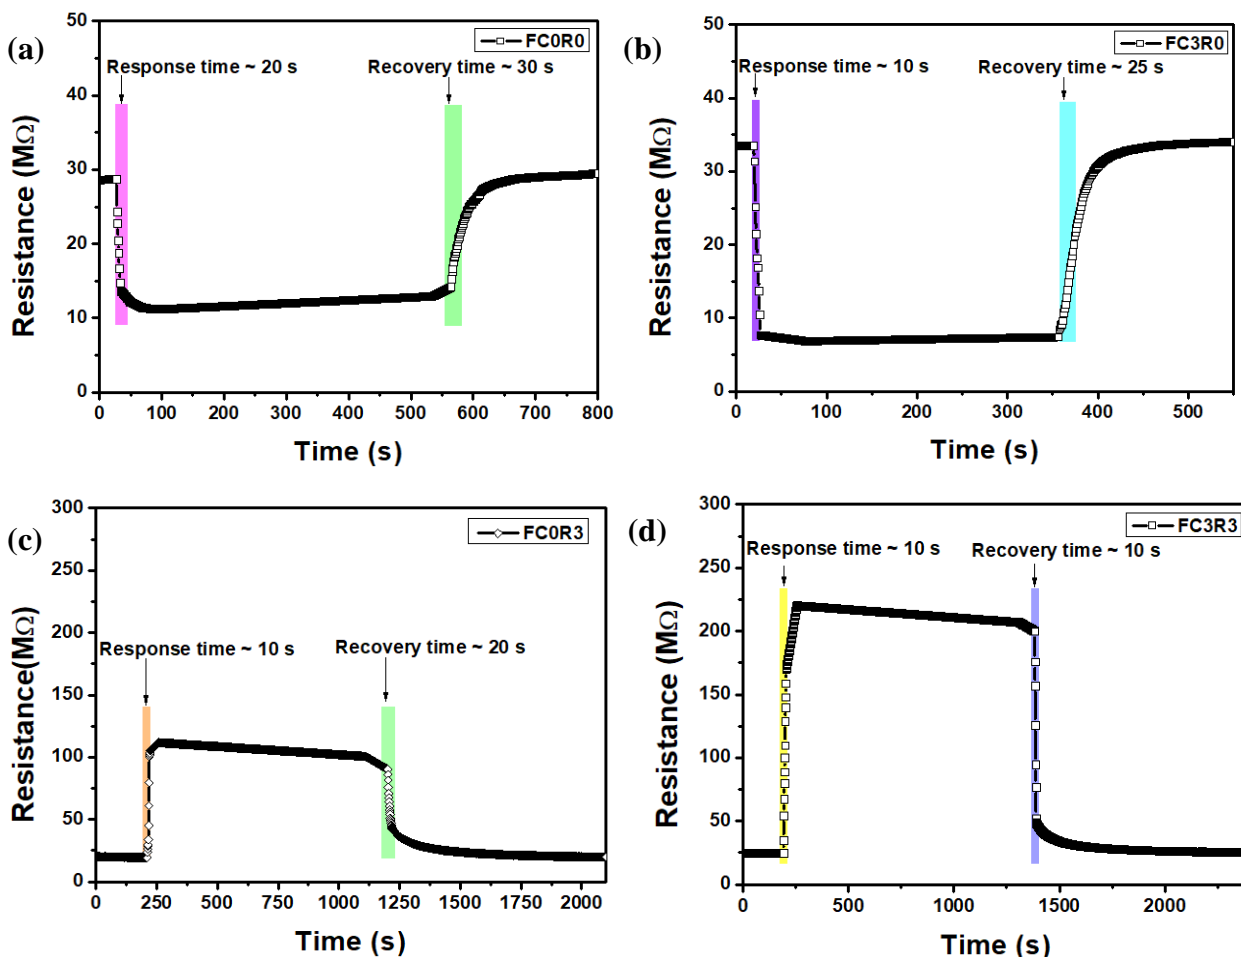 (a)
50
40
30
20
10
0
Resistance (MΩ)
FC0R0
Response time ~ 20 s
Recovery time ~ 30 s
0 100 200 300 400 500 600 700 800
Time (s)
(b)
50
40
30
20
10
0
Resistance (MΩ)
FC3R0
Response time ~ 10 s
Recovery time ~ 25 s
0 100 200 300 400 500
Time (s)
(c)
300
250
200
150
100
50
0
Resistance(MΩ)
FC0R3
Response time ~ 10 s
Recovery time ~ 20 s
0 250 500 750 1000 1250 1500 1750 2000
Time (s)
(d)
300
250
200
150
100
50
0
Resistance (MΩ)
FC3R3
Response time ~ 10 s
Recovery time ~ 10 s
0 500 1000 1500 2000
Time (s)